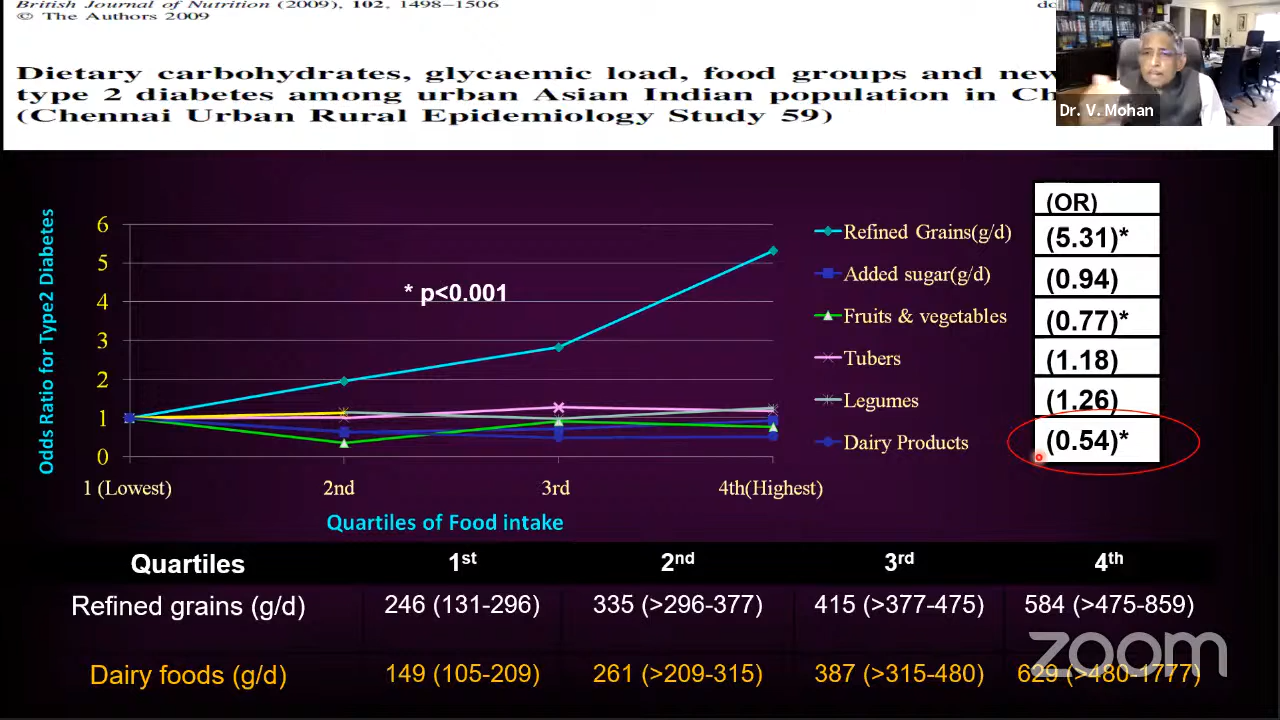 British Journal of Nutrition (2009), 102, 1498–1506
© The Authors 2009
Dietary carbohydrates, glycaemic load, food groups and new
type 2 diabetes among urban Asian Indian population in Ch
(Chennai Urban Rural Epidemiology Study 59)
Dr. V. Mohan
Odds Ratio for Type2 Diabetes
6
5
4
3
2
1
0
* p<0.001
1 (Lowest)
2nd
3rd
4th(Highest)
Quartiles of Food intake
(OR)
Refined Grains(g/d) (5.31)*
Added sugar(g/d) (0.94)
Fruits & vegetables (0.77)*
Tubers (1.18)
Legumes (1.26)
Dairy Products (0.54)*
Quartiles 1st 2nd 3rd 4th
Refined grains (g/d) 246 (131-296) 335 (>296-377) 415 (>377-475) 584 (>475-859)
Dairy foods (g/d) 149 (105-209) 261 (>209-315) 387 (>315-480) 629 (>480-1777)
zoom